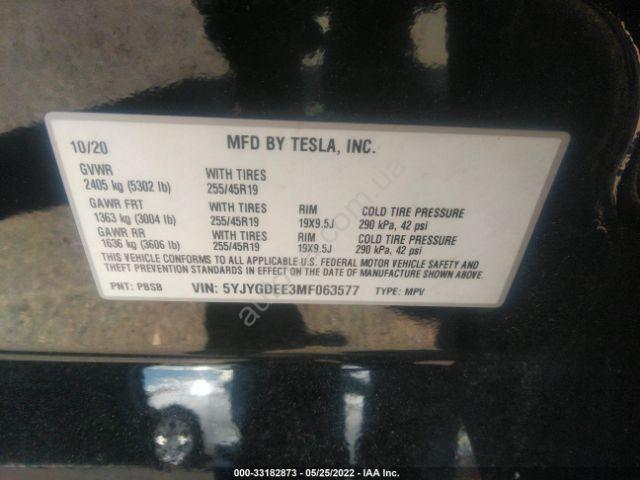 10/20 MFD BY TESLA, INC.
GVWR
2405 kg (5302 lb) WITH TIRES 255/45R19
GAWR FRT
1363 kg (3004 lb) WITH TIRES 255/45R19 RIM 19X9.5J COLD TIRE PRESSURE 290 kPa, 42 psi
GAWR RR
1636 kg (3606 lb) WITH TIRES 255/45R19 RIM 19X9.5J COLD TIRE PRESSURE 290 kPa, 42 psi
THIS VEHICLE CONFORMS TO ALL APPLICABLE U.S. FEDERAL MOTOR VEHICLE SAFETY AND
THEFT PREVENTION STANDARDS IN EFFECT ON THE DATE OF MANUFACTURE SHOWN ABOVE.
PNT: PBSB VIN: 5YJYGDEE3MF063577 TYPE: MPV
000-33182873 - 05/25/2022 - IAA Inc.